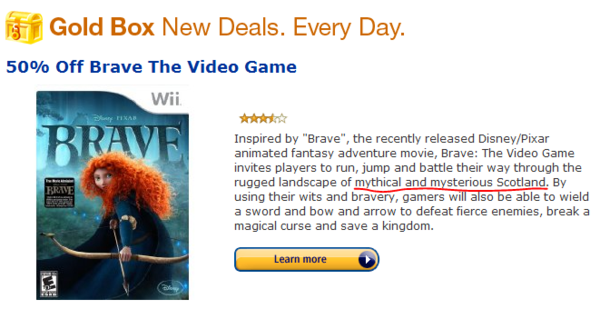 Gold Box New Deals. Every Day.
50% Off Brave The Video Game
Wii
Disney PIXAR
BRAVE
BRAVE
EVERYONE 10+
E
ESRB
Disney
Inspired by "Brave", the recently released Disney/Pixar
animated fantasy adventure movie, Brave: The Video Game
invites players to run, jump and battle their way through the
rugged landscape of mythical and mysterious Scotland. By
using their wits and bravery, gamers will also be able to wield
a sword and bow and arrow to defeat fierce enemies, break a
magical curse and save a kingdom.
Learn more